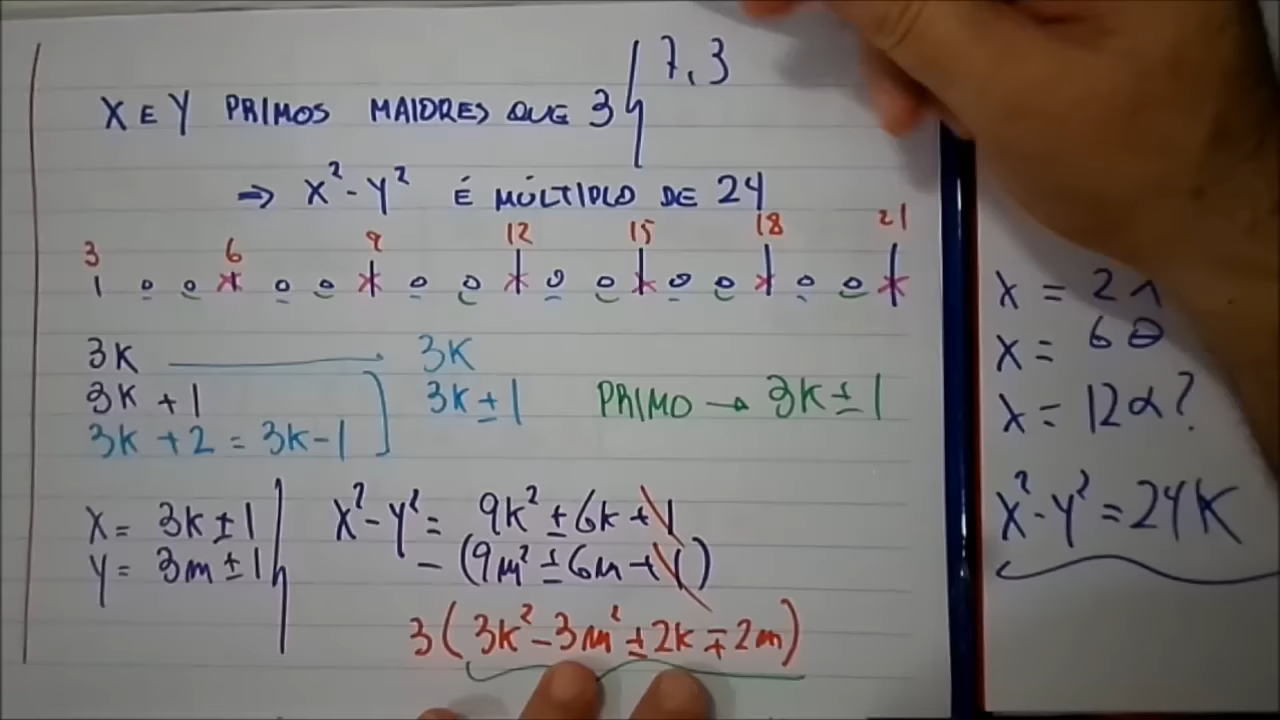 X E Y PRIMOS MAIORES QUE 3
7, 3
⇒ X² - Y² É MÚLTIPLO DE 24
3 6 9 12 15 18 21
3K → 3K
3K + 1
3K ± 1
3K + 2 = 3K - 1
PRIMO → 3K ± 1
X = 3K ± 1
Y = 3m ± 1
X² - Y² = 9K² ± 6K + 1
- (9m² ± 6m + 1)
3(3K² - 3m² ± 2K ∓ 2m)
X = 2
X = 6
X = 12α?
X² - Y² = 24K